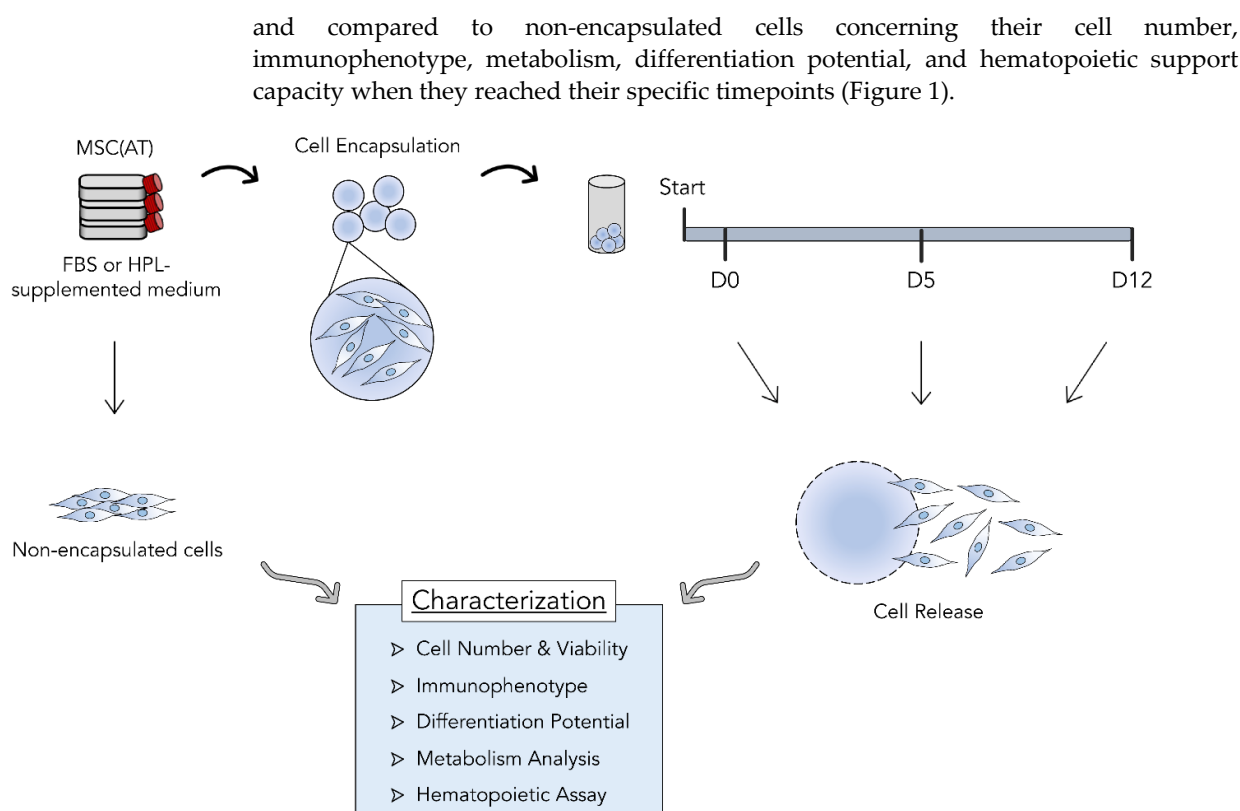 and compared to non-encapsulated cells concerning their cell number,
immunophenotype, metabolism, differentiation potential, and hematopoietic support
capacity when they reached their specific timepoints (Figure 1).
MSC(AT)
FBS or HPL-
supplemented medium
Cell Encapsulation
Start
D0
D5
D12
Non-encapsulated cells
Cell Release
Characterization
⮚ Cell Number & Viability
⮚ Immunophenotype
⮚ Differentiation Potential
⮚ Metabolism Analysis
⮚ Hematopoietic Assay